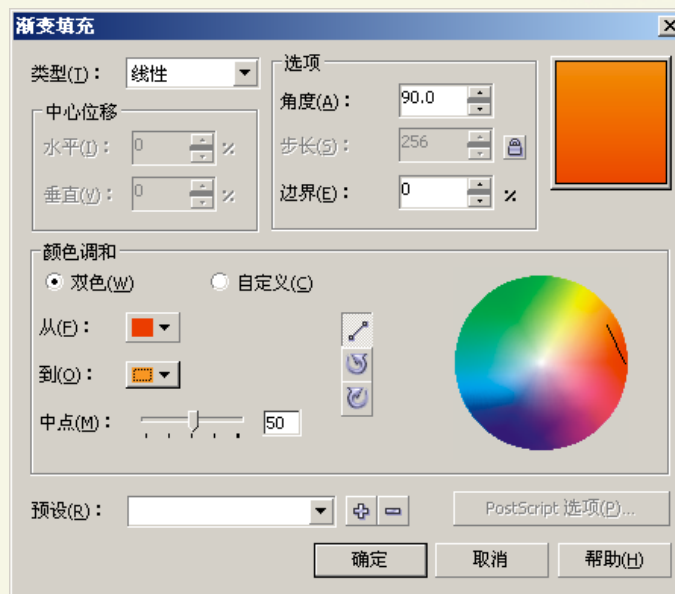 渐变填充
类型(T): 线性
中心位移
水平(I): 0 %
垂直(V): 0 %
选项
角度(A): 90.0
步长(S): 256
边界(E): 0 %
颜色调和
双色(W) 自定义(C)
从(F):
到(O):
中点(M): 50
预设(R):
PostScript 选项(P)...
确定 取消 帮助(H)